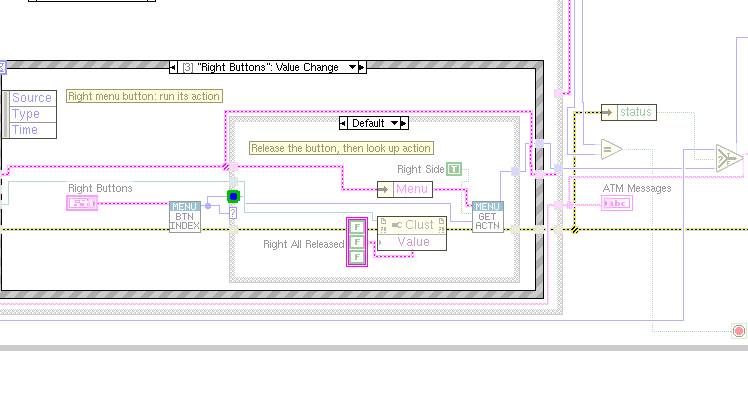 [3] "Right Buttons": Value Change
Source
Type
Time
Right menu button: run its action
Default
Release the button, then look up action
status
=
Right Side
T
Menu
?
F
Right Buttons
MENU
BTN
INDEX
?
MENU
GET
ACTN
ATM Messages
abc
Right All Released
F
F
F
Clust
Value